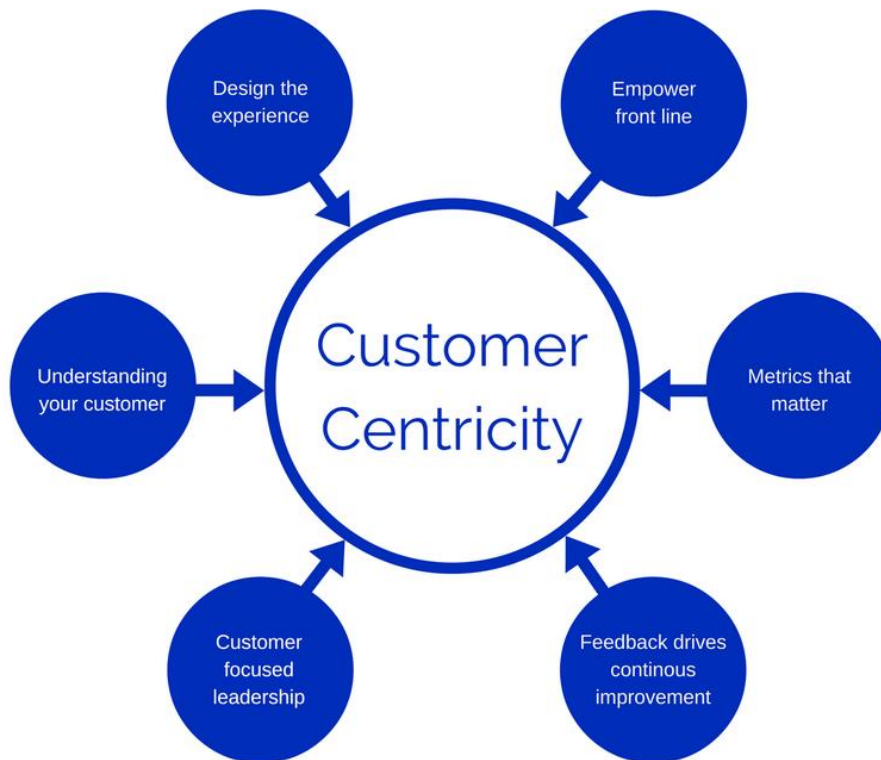 Design the
experience
Empower
front line
Understanding
your customer
Customer
Centricity
Metrics that
matter
Customer
focused
leadership
Feedback drives
continous
improvement